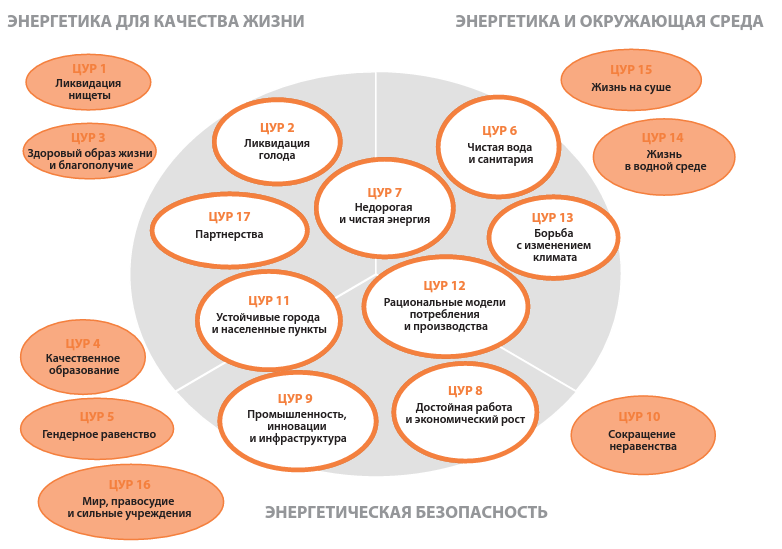 ЭНЕРГЕТИКА ДЛЯ КАЧЕСТВА ЖИЗНИ
ЭНЕРГЕТИКА И ОКРУЖАЮЩАЯ СРЕДА
ЦУР 1
Ликвидация
нищеты
ЦУР 3
Здоровый образ жизни
и благополучие
ЦУР 2
Ликвидация
голода
ЦУР 6
Чистая вода
и санитария
ЦУР 15
Жизнь на суше
ЦУР 14
Жизнь
в водной среде
ЦУР 7
Недорогая
и чистая энергия
ЦУР 17
Партнерства
ЦУР 13
Борьба
с изменением
климата
ЦУР 11
Устойчивые города
и населенные пункты
ЦУР 12
Рациональные модели
потребления
и производства
ЦУР 4
Качественное
образование
ЦУР 5
Гендерное равенство
ЦУР 16
Мир, правосудие
и сильные учреждения
ЦУР 9
Промышленность,
инновации
и инфраструктура
ЦУР 8
Достойная работа
и экономический рост
ЦУР 10
Сокращение
неравенства
ЭНЕРГЕТИЧЕСКАЯ БЕЗОПАСНОСТЬ